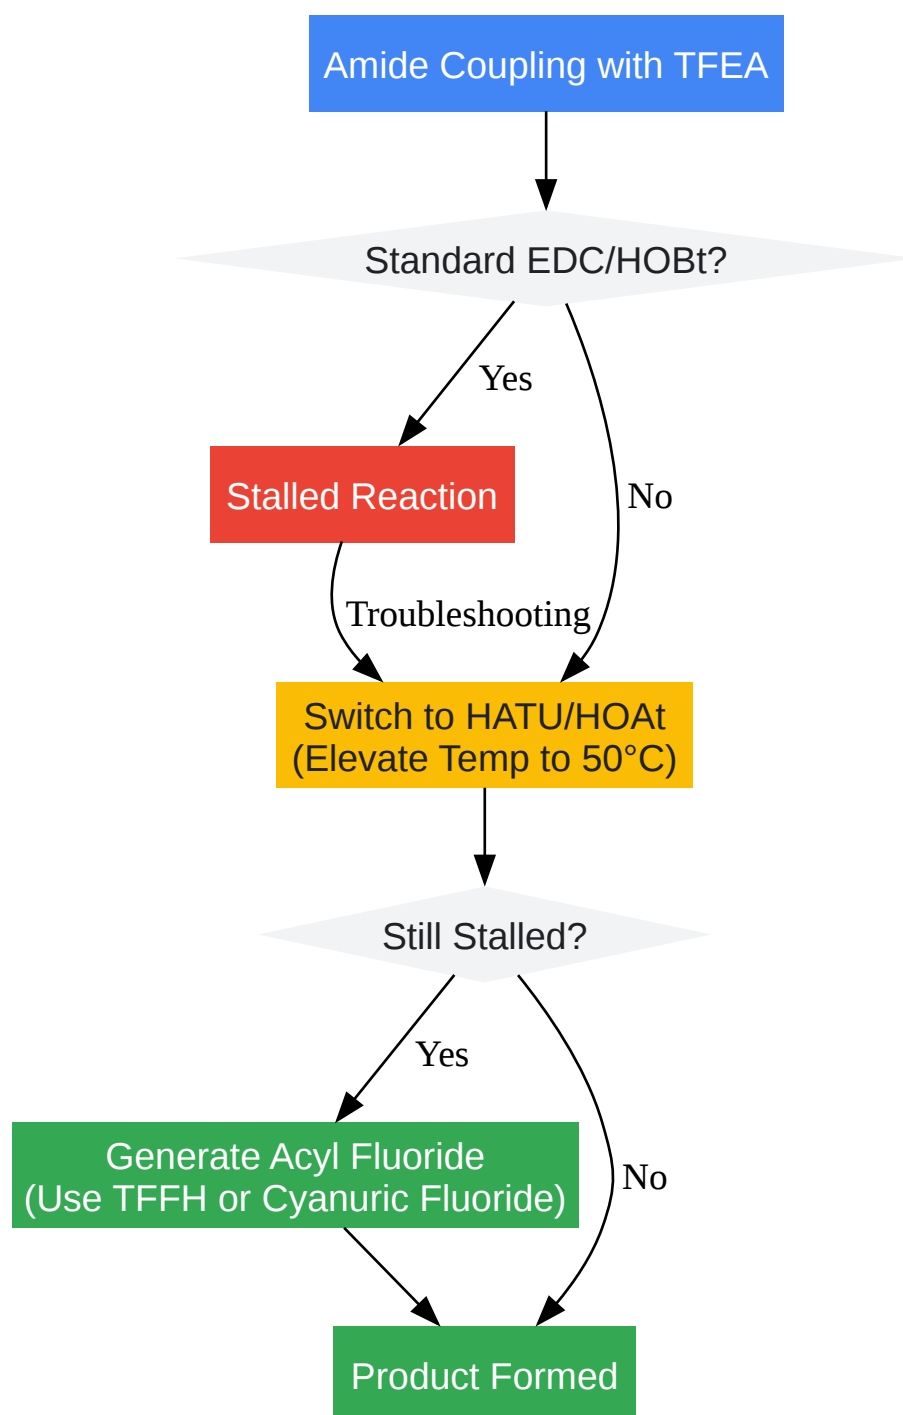 Amide Coupling with TFEA
Standard EDC/HOBt?
Yes
Stalled Reaction
No
Troubleshooting
Switch to HATU/HOAt
(Elevate Temp to 50°C)
Still Stalled?
Yes
Generate Acyl Fluoride
(Use TFFH or Cyanuric Fluoride)
No
Product Formed